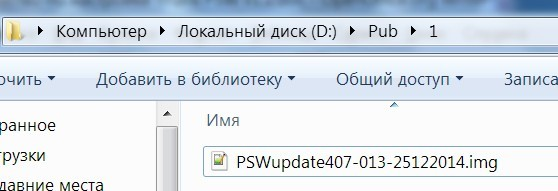 Компьютер Локальный диск (D:) Pub 1
Добавить в библиотеку Общий доступ
Имя
PSWupdate407-013-25122014.img